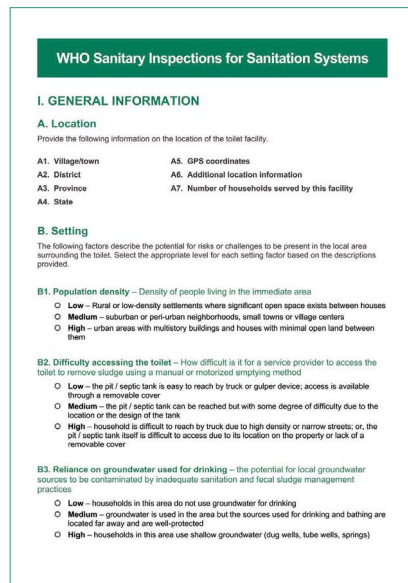 WHO Sanitary Inspections for Sanitation Systems
I. GENERAL INFORMATION
A. Location
Provide the following information on the location of the toilet facility.
A1. Village/town
A2. District
A3. Province
A4. State
A5. GPS coordinates
A6. Additional location information
A7. Number of households served by this facility
B. Setting
The following factors describe the potential for risks or challenges to be present in the local area
surrounding the toilet. Select the appropriate level for each setting factor based on the descriptions
provided.
B1. Population density – Density of people living in the immediate area
Low – Rural or low-density settlements where significant open space exists between houses
Medium – suburban or peri-urban neighborhoods, small towns or village centers
High – urban areas with multistory buildings and houses with minimal open land between
them
B2. Difficulty accessing the toilet – How difficult is it for a service provider to access the
toilet to remove sludge using a manual or motorized emptying method
Low – the pit / septic tank is easy to reach by truck or gulper device; access is available
through a removable cover
Medium – the pit / septic tank can be reached but with some degree of difficulty due to the
location or the design of the tank
High – household is difficult to reach by truck due to high density or narrow streets; or, the
pit / septic tank itself is difficult to access due to its location on the property or lack of a
removable cover
B3. Reliance on groundwater used for drinking – the potential for local groundwater
sources to be contaminated by inadequate sanitation and fecal sludge management
practices
Low – households in this area do not use groundwater for drinking
Medium – groundwater is used in the area but the sources used for drinking and bathing are
located far away and are well-protected
High – households in this area use shallow groundwater (dug wells, tube wells, springs)